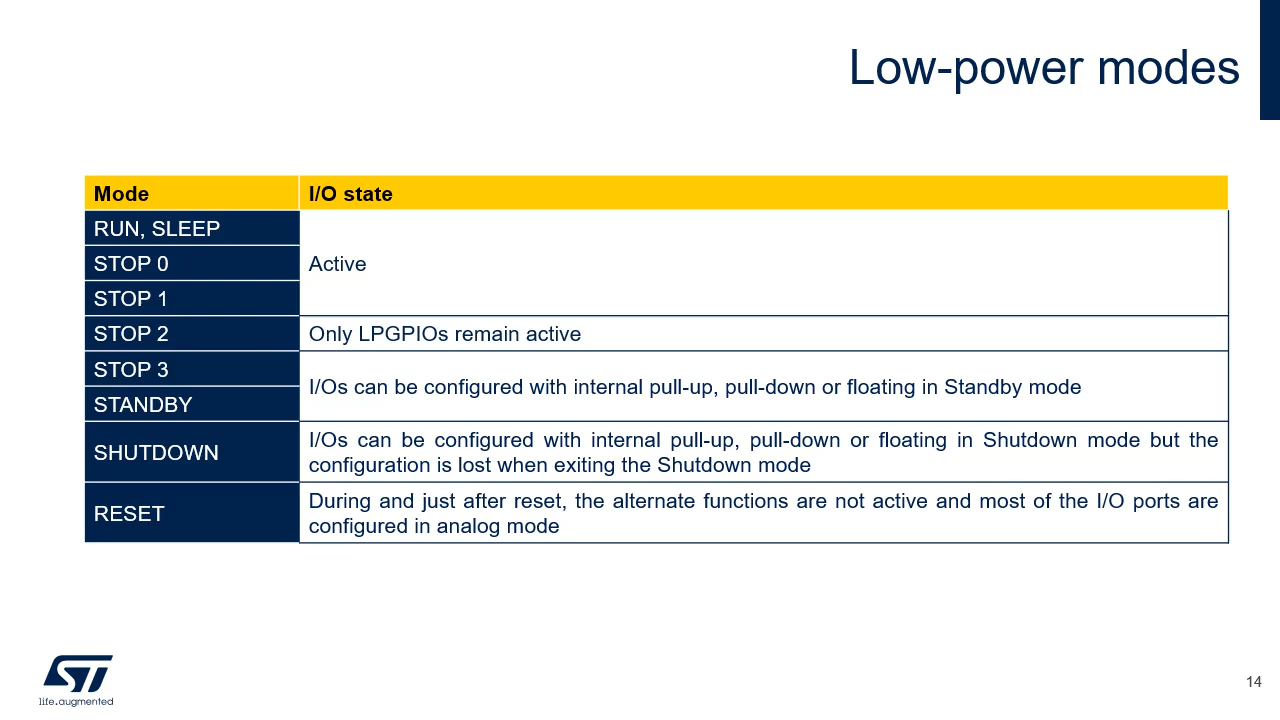 Low-power modes
Mode
I/O state
RUN, SLEEP
STOP 0
STOP 1
Active
STOP 2
Only LPGPIOs remain active
STOP 3
STANDBY
I/Os can be configured with internal pull-up, pull-down or floating in Standby mode
SHUTDOWN
I/Os can be configured with internal pull-up, pull-down or floating in Shutdown mode but the
configuration is lost when exiting the Shutdown mode
RESET
During and just after reset, the alternate functions are not active and most of the I/O ports are
configured in analog mode
ST
life.augmented
14